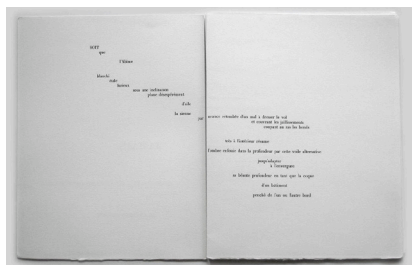 SOIT
que
l'Abîme
blanchi
étale
furieux
sous une inclinaison
plane désespérément
d'aile
la sienne
par
avance retombée d'un mal à dresser le vol
et couvrant les jaillissements
coupant au ras les bonds
très à l'intérieur résume
l'ombre enfouie dans la profondeur par cette voile alternative
jusqu'adapter
à l'envergure
sa béante profondeur en tant que la coque
d'un bâtiment
penché de l'un ou l'autre bord